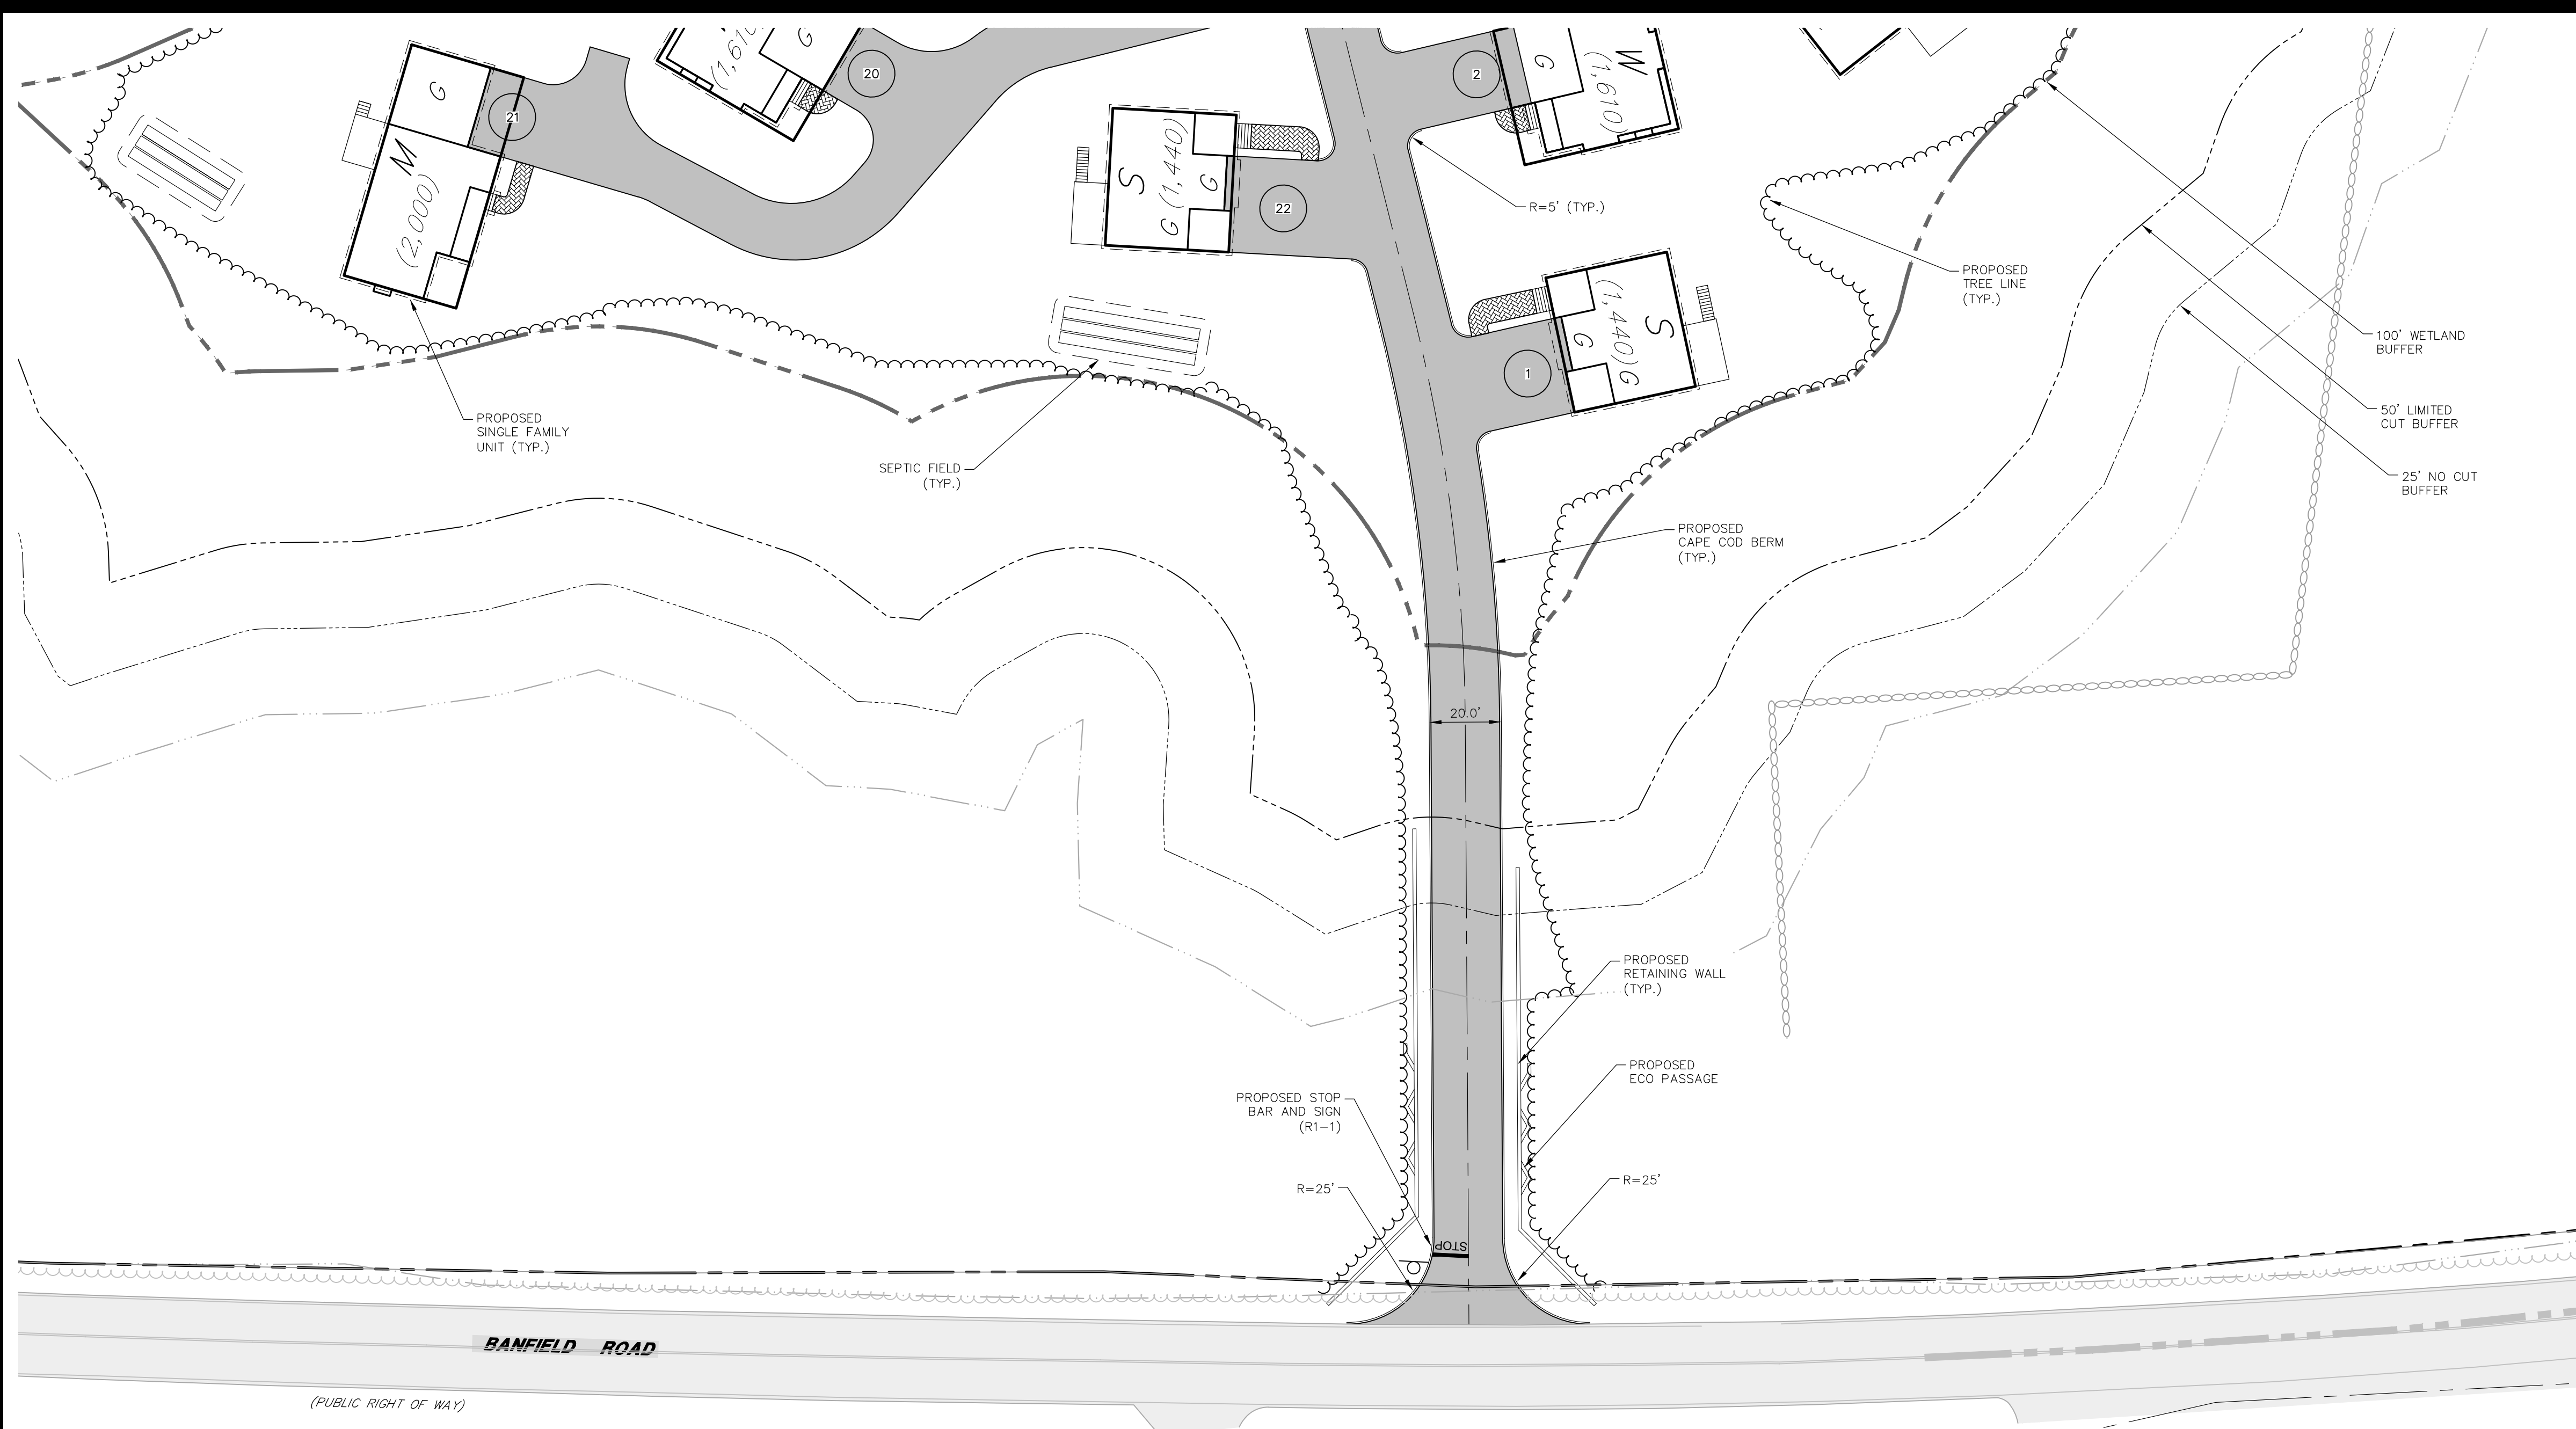 (1,610)
G
20
2
G
W
(1,610)
G
21
M
(2,000)
S
(1,440)
G
G
22
R=5' (TYP.)
PROPOSED
TREE LINE
(TYP.)
100' WETLAND
BUFFER
S
(1,440)
G
G
1
50' LIMITED
CUT BUFFER
PROPOSED
SINGLE FAMILY
UNIT (TYP.)
SEPTIC FIELD
(TYP.)
25' NO CUT
BUFFER
PROPOSED
CAPE COD BERM
(TYP.)
20.0'
PROPOSED
RETAINING WALL
(TYP.)
PROPOSED
ECO PASSAGE
PROPOSED STOP
BAR AND SIGN
(R1-1)
R=25'
R=25'
STOP
BANFIELD ROAD
(PUBLIC RIGHT OF WAY)